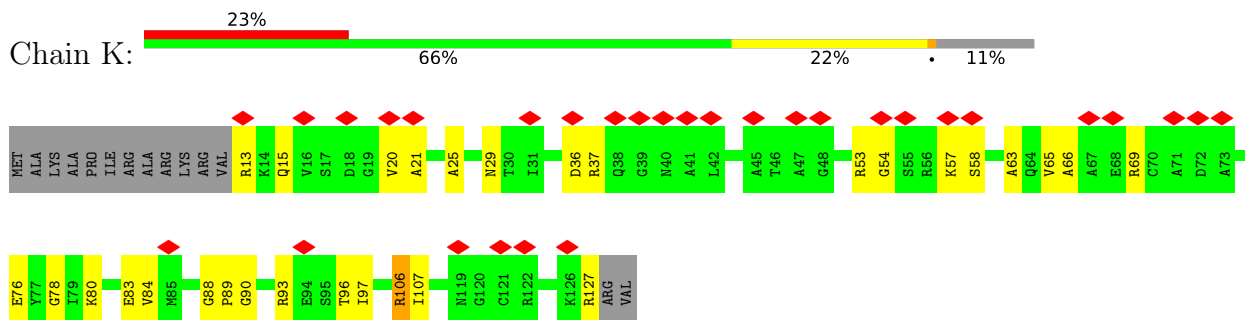 23%
Chain K:
66% 22% • 11%
MET ALA LYS ALA PRO ILE ARG ALA ARG LYS ARG VAL R13 K14 Q15 V16 S17 D18 G19 V20 A21 A25 N29 T30 I31 D36 R37 Q38 G39 N40 A41 L42 A45 T46 A47 G48 R53 G54 S55 R56 K57 S58 A63 Q64 V65 A66 A67 E68 R69 C70 A71 D72 A73
E76 Y77 G78 I79 K80 E83 V84 M85 G88 P89 G90 R93 E94 S95 T96 I97 R106 I107 N119 G120 C121 R122 K126 R127 ARG VAL